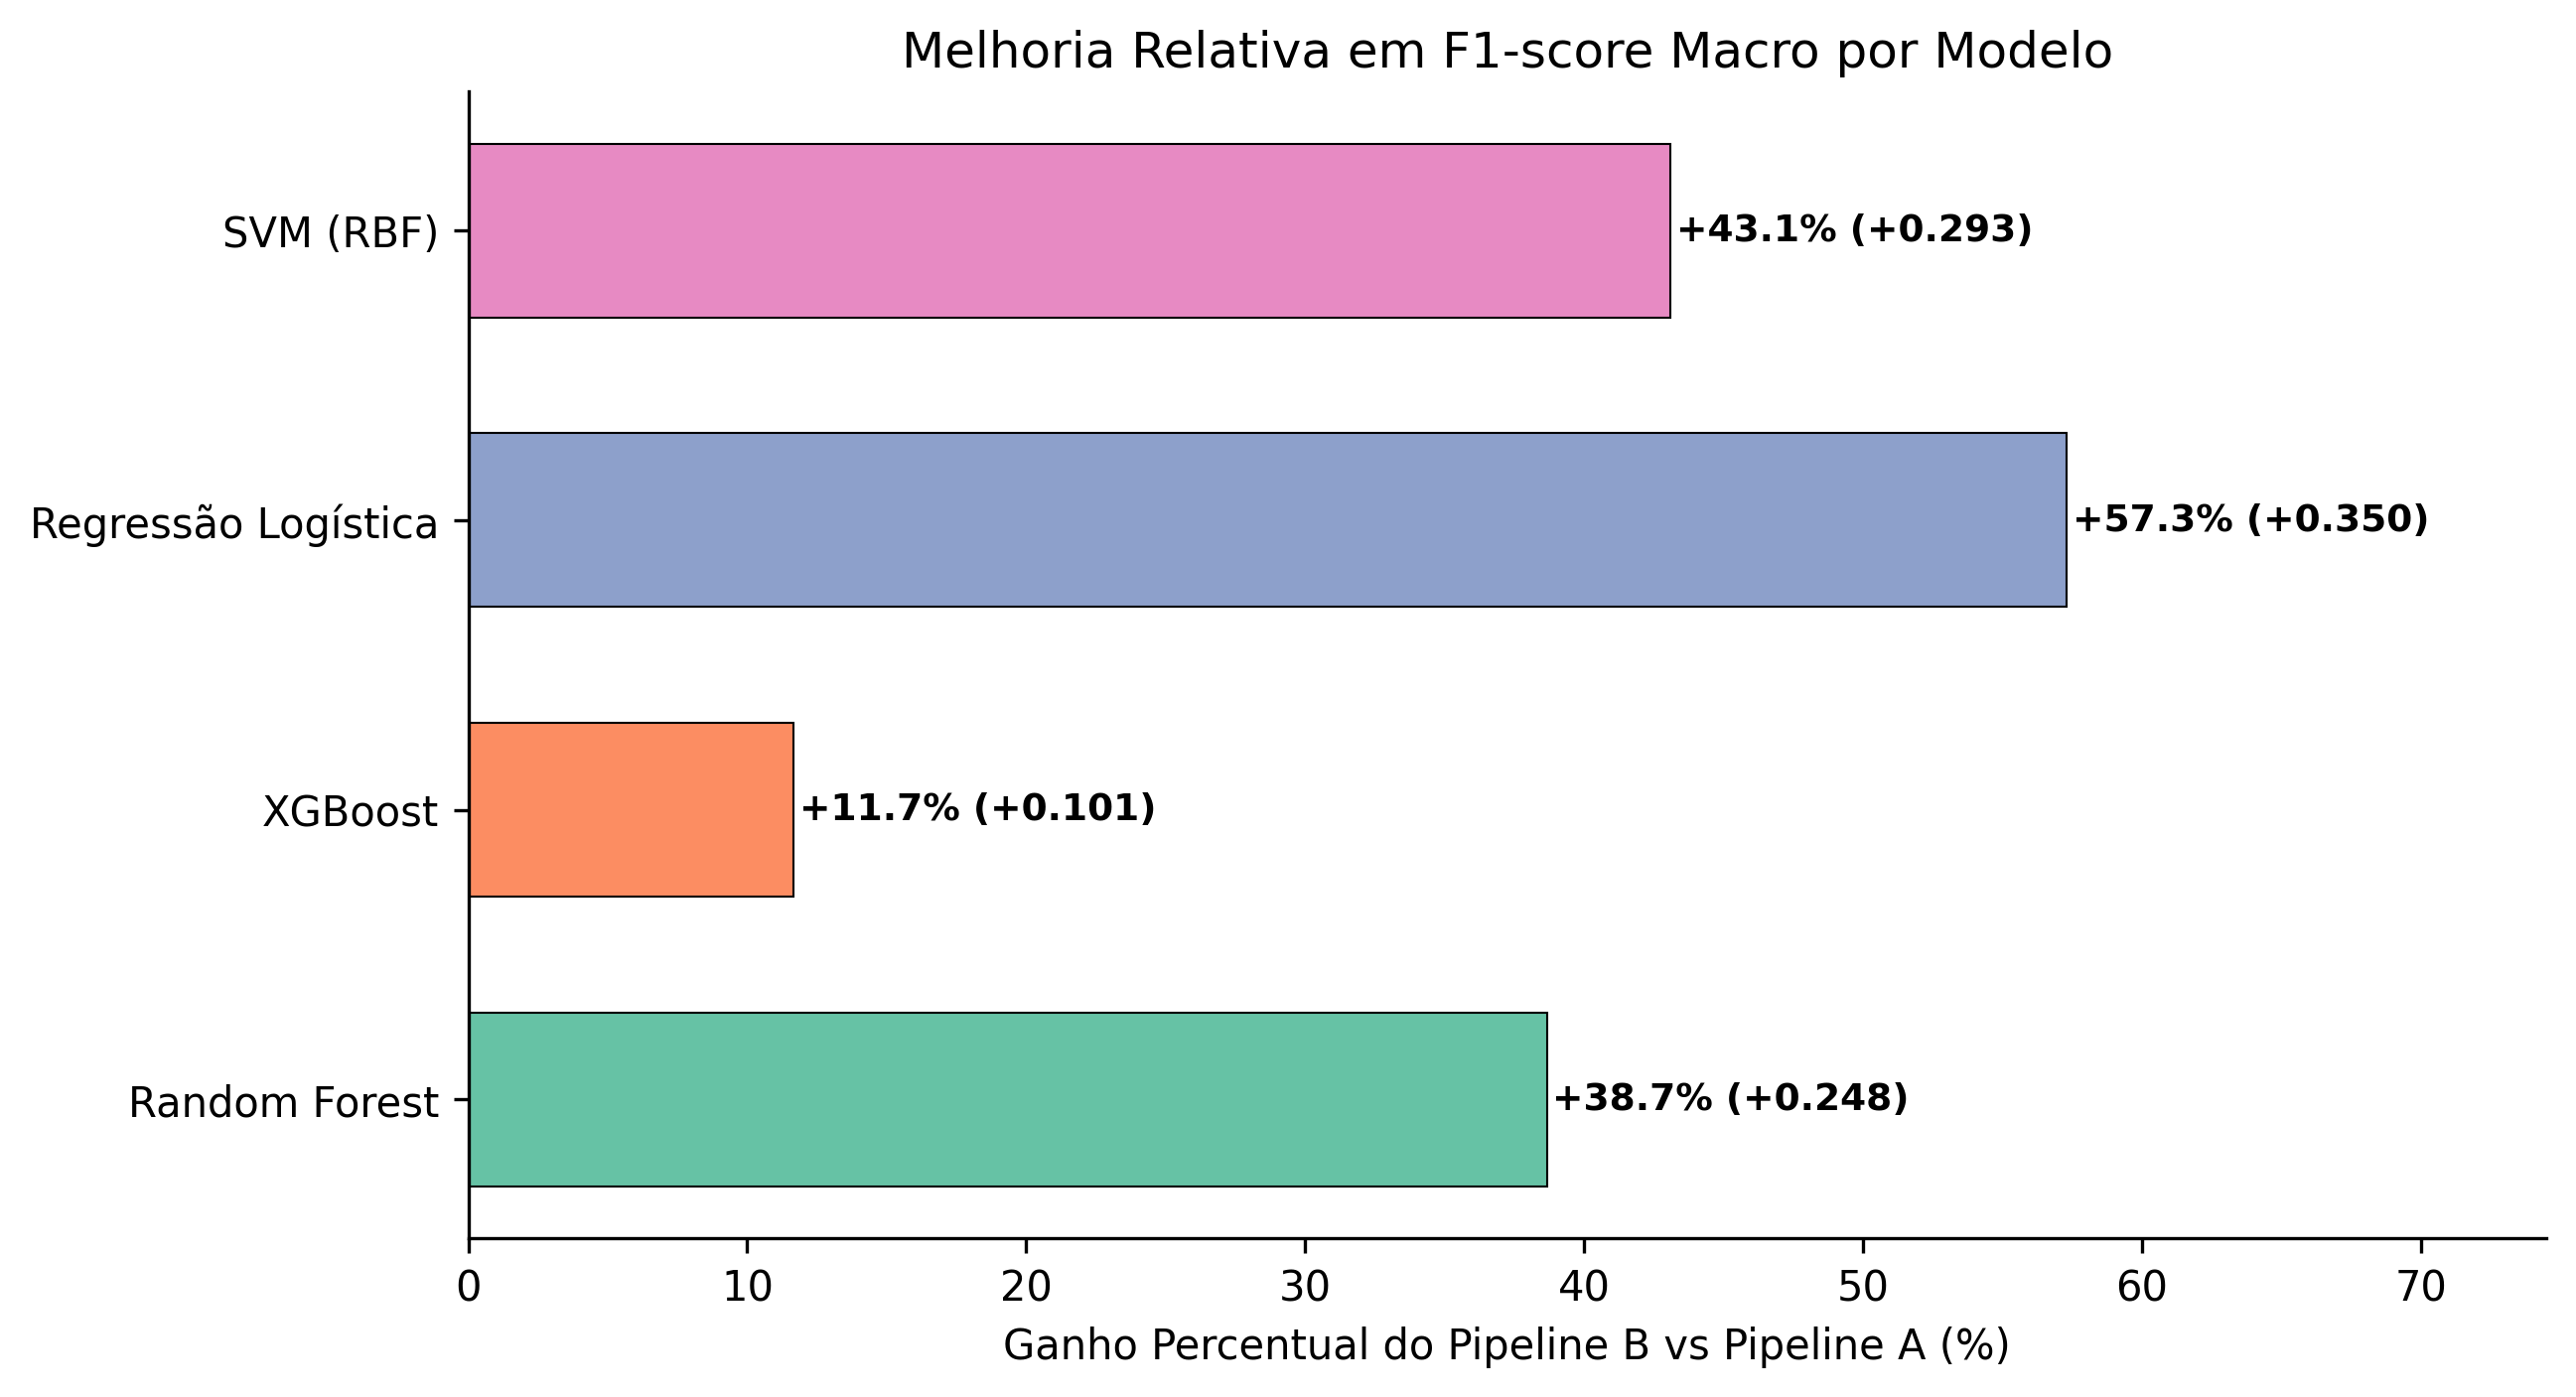 Melhoria Relativa em F1-score Macro por Modelo
SVM (RBF)
+43.1% (+0.293)
Regressão Logística
+57.3% (+0.350)
XGBoost
+11.7% (+0.101)
Random Forest
+38.7% (+0.248)
0 10 20 30 40 50 60 70
Ganho Percentual do Pipeline B vs Pipeline A (%)